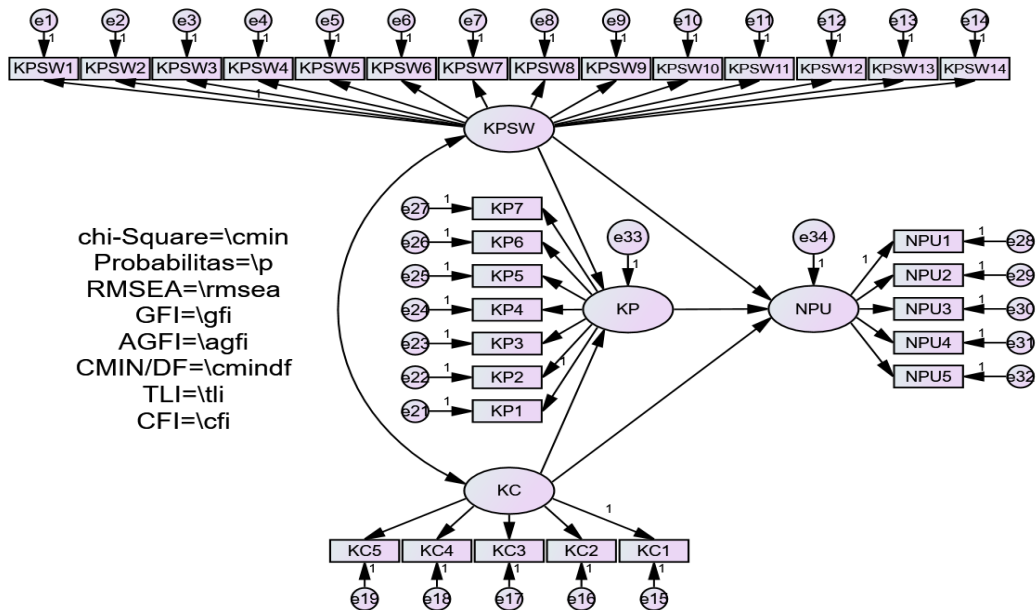 e1 e2 e3 e4 e5 e6 e7 e8 e9 e10 e11 e12 e13 e14
1 1 1 1 1 1 1 1 1 1 1 1 1 1
KPSW1 KPSW2 KPSW3 KPSW4 KPSW5 KPSW6 KPSW7 KPSW8 KPSW9 KPSW10 KPSW11 KPSW12 KPSW13 KPSW14
1
KPSW
e27 1 KP7
e26 1 KP6
e25 1 KP5
e24 1 KP4
e23 1 KP3
e22 1 KP2 1
e21 1 KP1
e33
1
KP
e34
1
NPU
1 NPU1 1 e28
NPU2 1 e29
NPU3 1 e30
NPU4 1 e31
NPU5 1 e32
chi-Square=\cmin
Probabilitas=\p
RMSEA=\rmsea
GFI=\gfi
AGFI=\agfi
CMIN/DF=\cmindf
TLI=\tli
CFI=\cfi
KC
1
KC5 KC4 KC3 KC2 KC1
1 1 1 1 1
e19 e18 e17 e16 e15